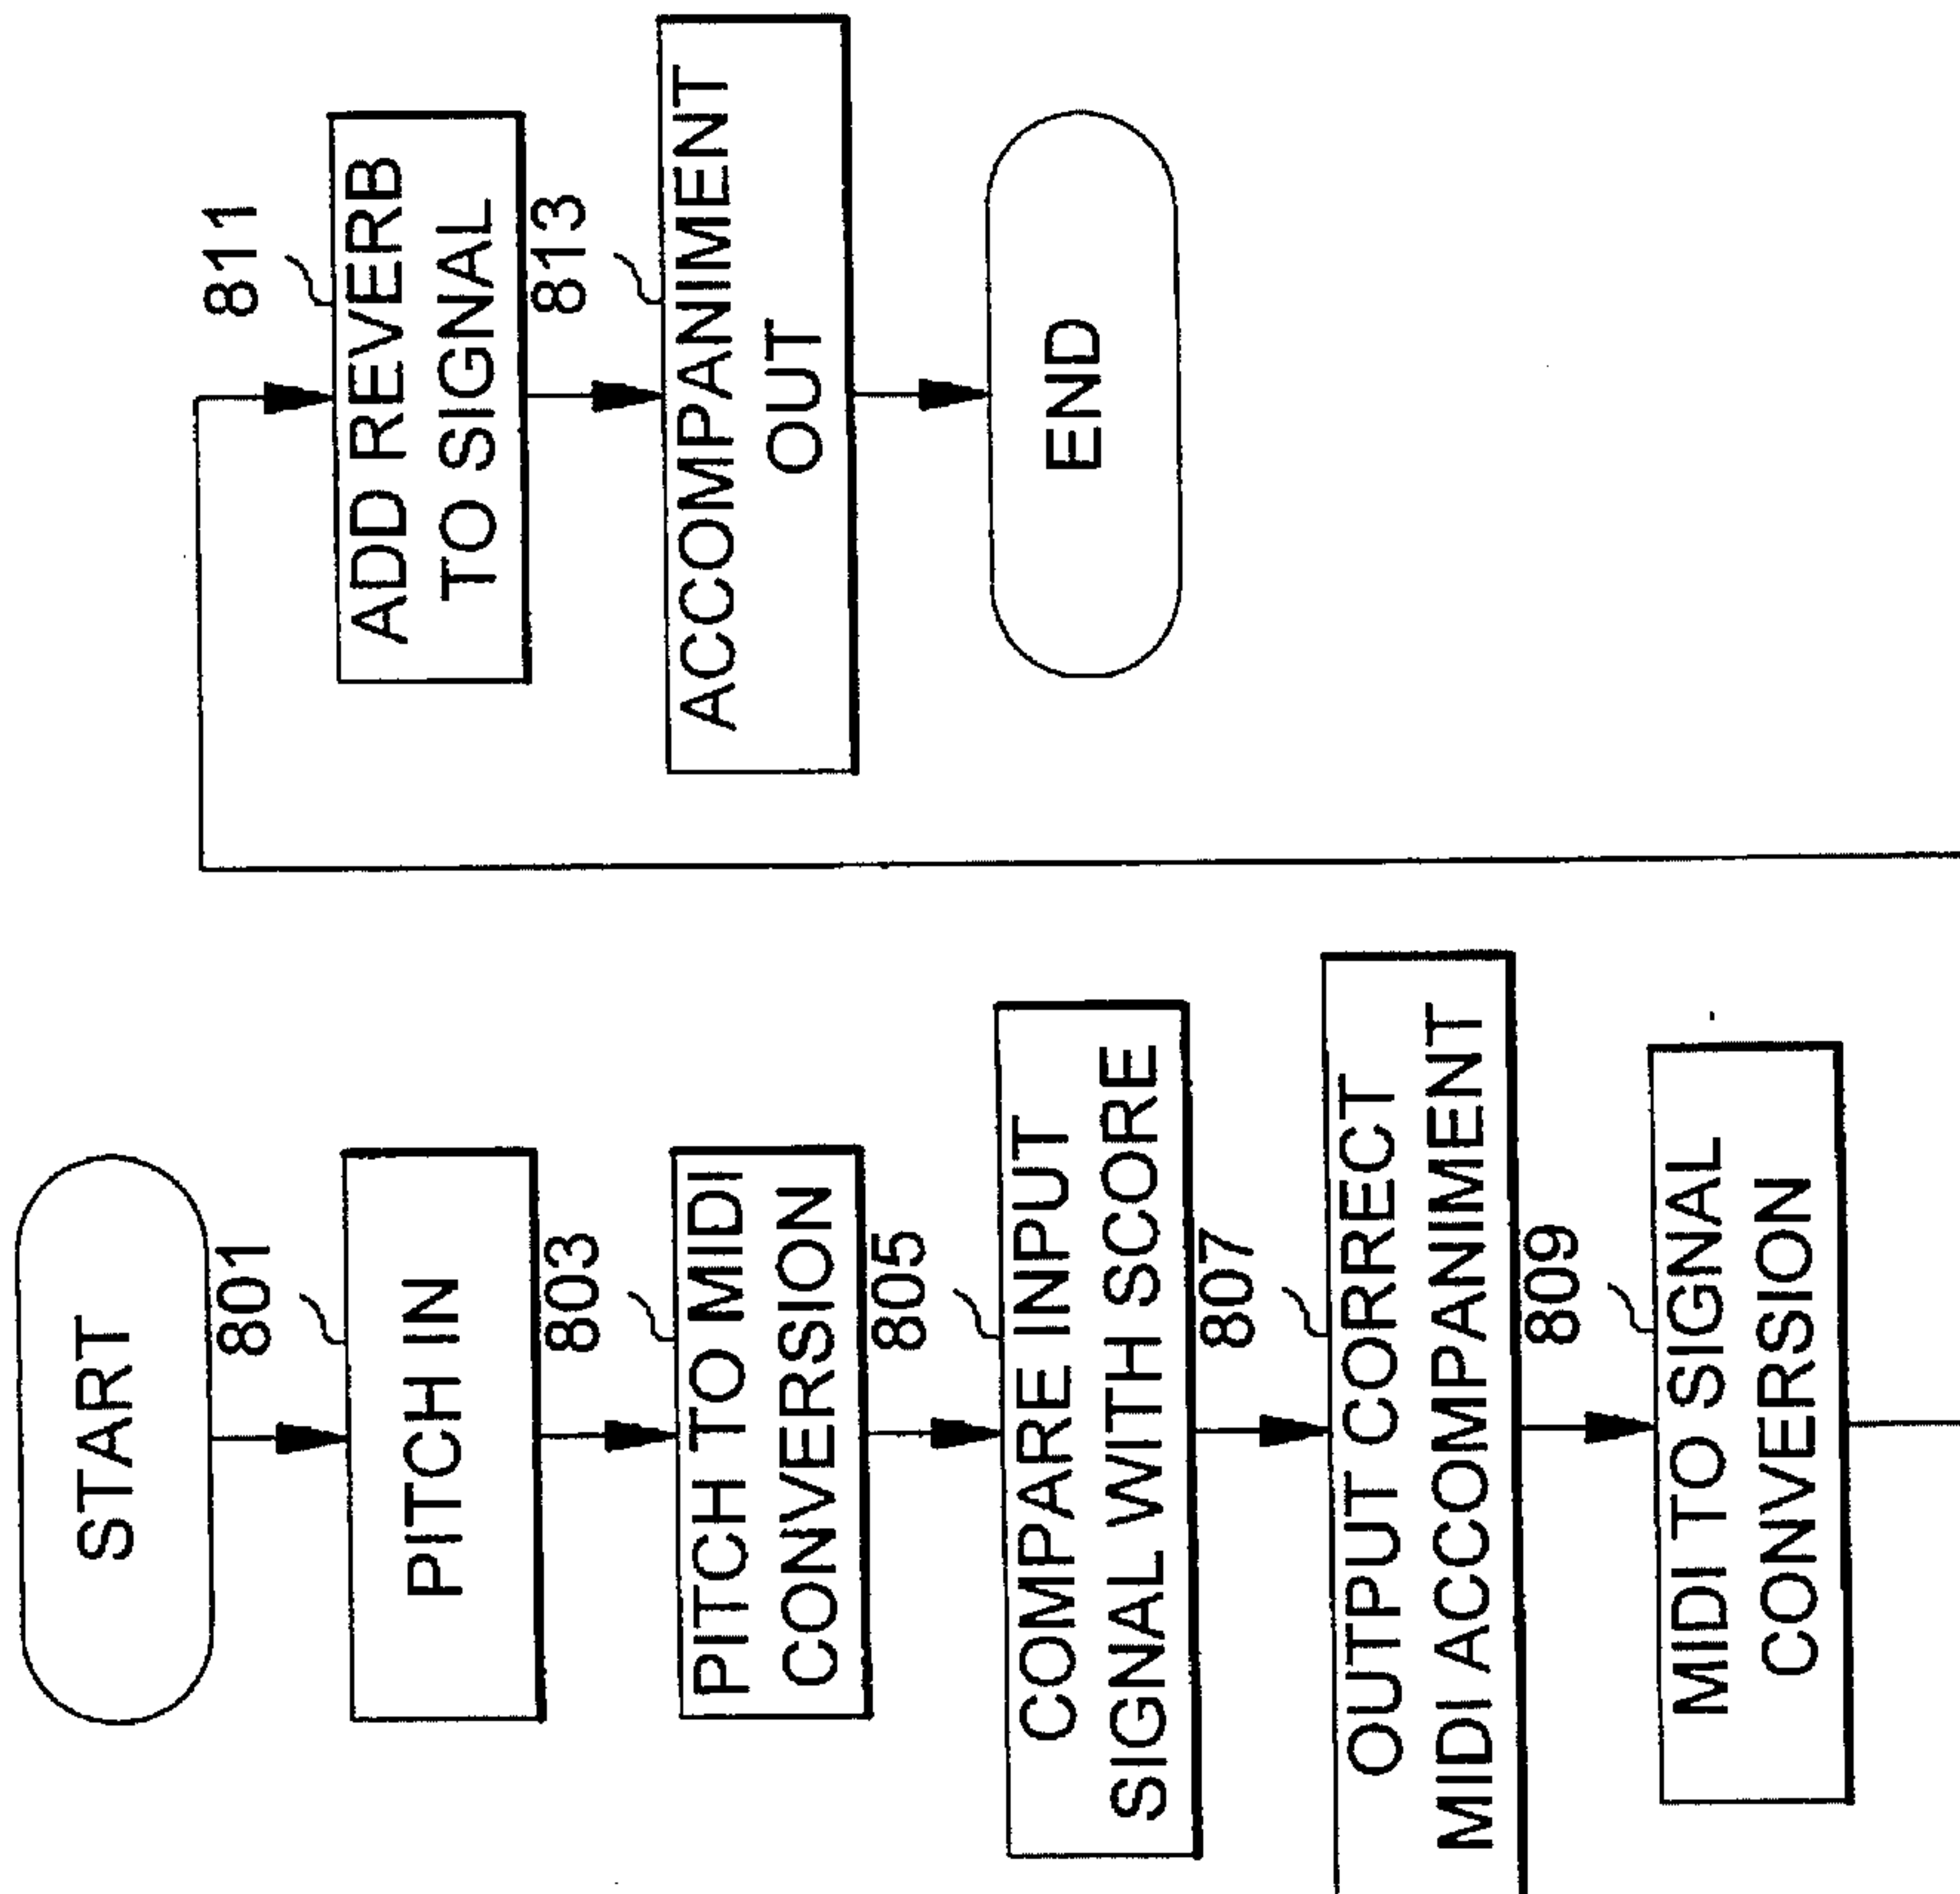 START
801
PITCH IN
803
PITCH TO MIDI
CONVERSION
805
COMPARE INPUT
SIGNAL WITH SCORE
807
OUTPUT CORRECT
MIDI ACCOMPANIMENT
809
MIDI TO SIGNAL
CONVERSION
811
ADD REVERB
TO SIGNAL
813
ACCOMPANIMENT
OUT
END